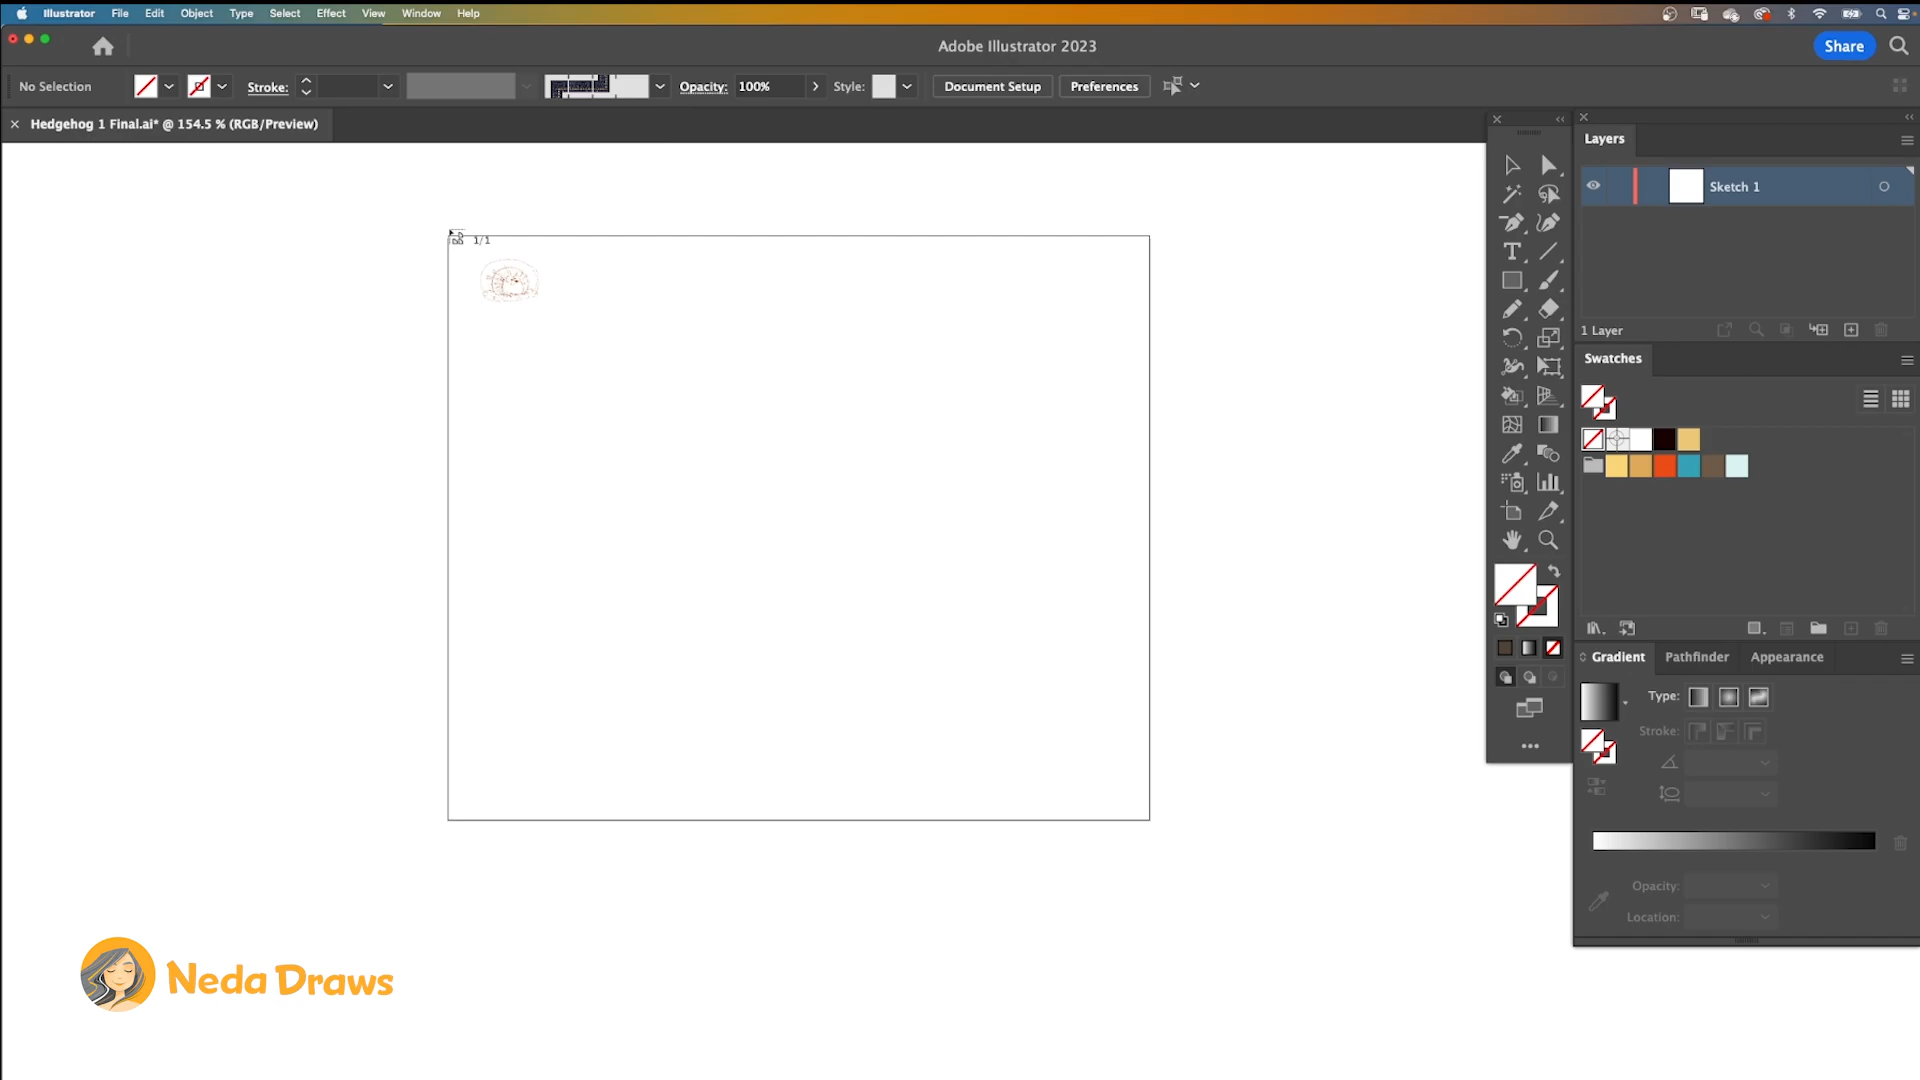 Illustrator File Edit Object Type Select Effect View Window Help
Adobe Illustrator 2023
Share
No Selection Stroke: Opacity: 100% Style: Document Setup Preferences
Hedgehog 1 Final.ai* @ 154.5 % (RGB/Preview)
Layers
Sketch 1
1/1
1 Layer
Swatches
Gradient Pathfinder Appearance
Type:
Stroke:
Opacity:
Location:
Neda Draws